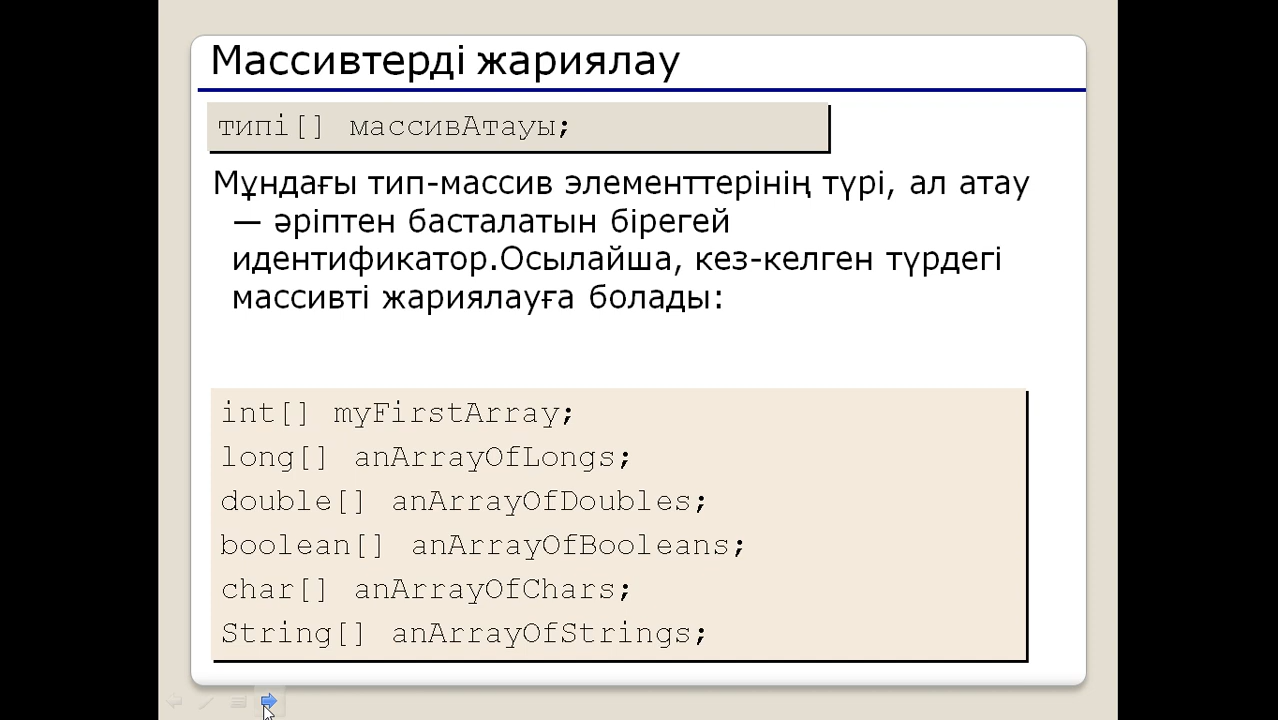 Массивтерді жариялау
типі[] массивАтауы;
Мұндағы тип-массив элементтерінің түрі, ал атау
— әріптен басталатын бірегей
идентификатор.Осылайша, кез-келген түрдегі
массивті жариялауға болады:
int[] myFirstArray;
long[] anArrayOfLongs;
double[] anArrayOfDoubles;
boolean[] anArrayOfBooleans;
char[] anArrayOfChars;
String[] anArrayOfStrings;